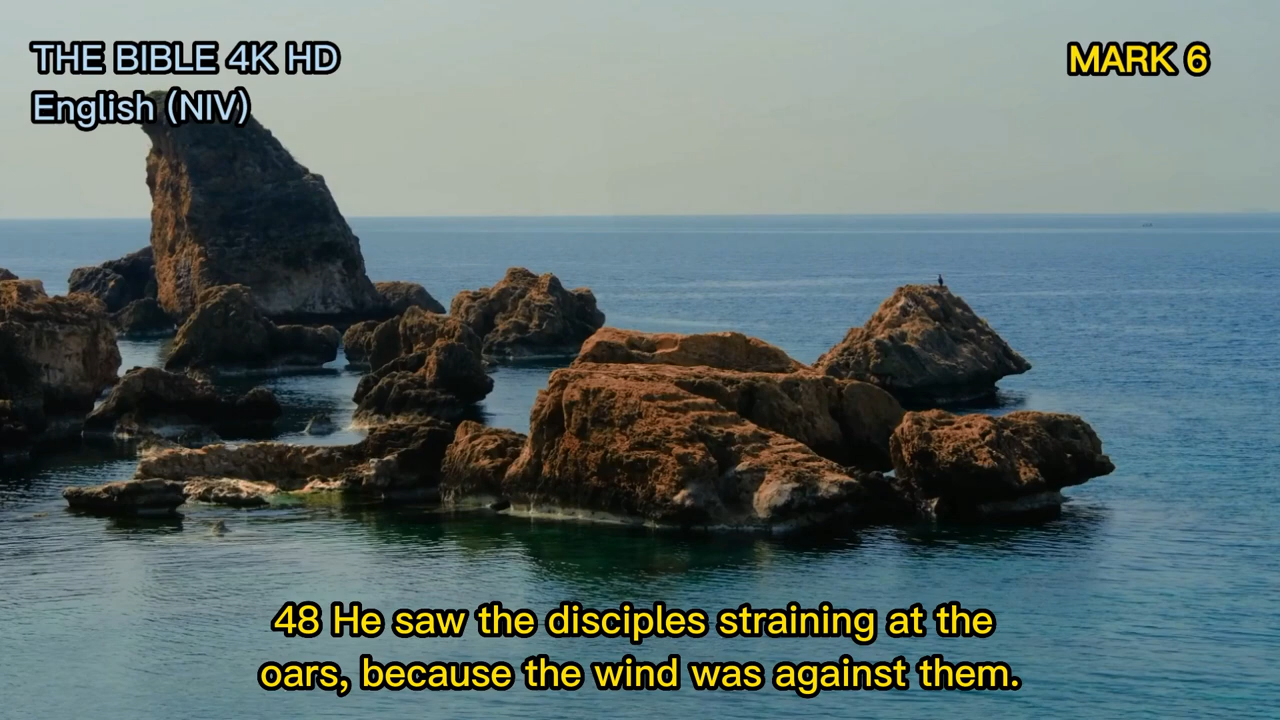 THE BIBLE 4K HD
English (NIV)
MARK 6
48 He saw the disciples straining at the
oars, because the wind was against them.